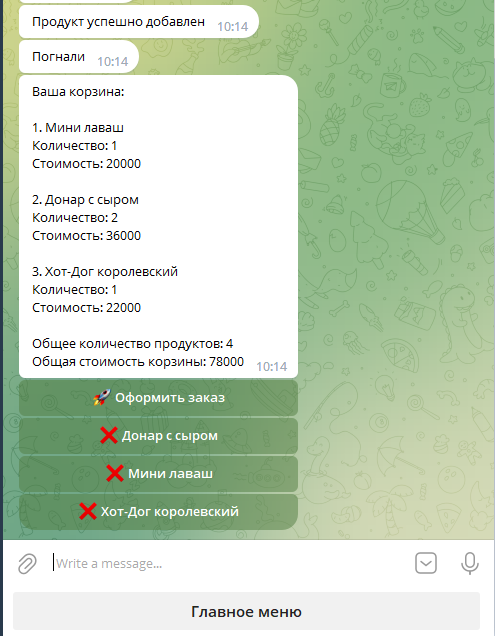 Продукт успешно добавлен 10:14
Погнали 10:14
Ваша корзина:
1. Мини лаваш
Количество: 1
Стоимость: 20000
2. Донар с сыром
Количество: 2
Стоимость: 36000
3. Хот-Дог королевский
Количество: 1
Стоимость: 22000
Общее количество продуктов: 4
Общая стоимость корзины: 78000 10:14
🚀 Оформить заказ
❌ Донар с сыром
❌ Мини лаваш
❌ Хот-Дог королевский
Write a message...
Главное меню